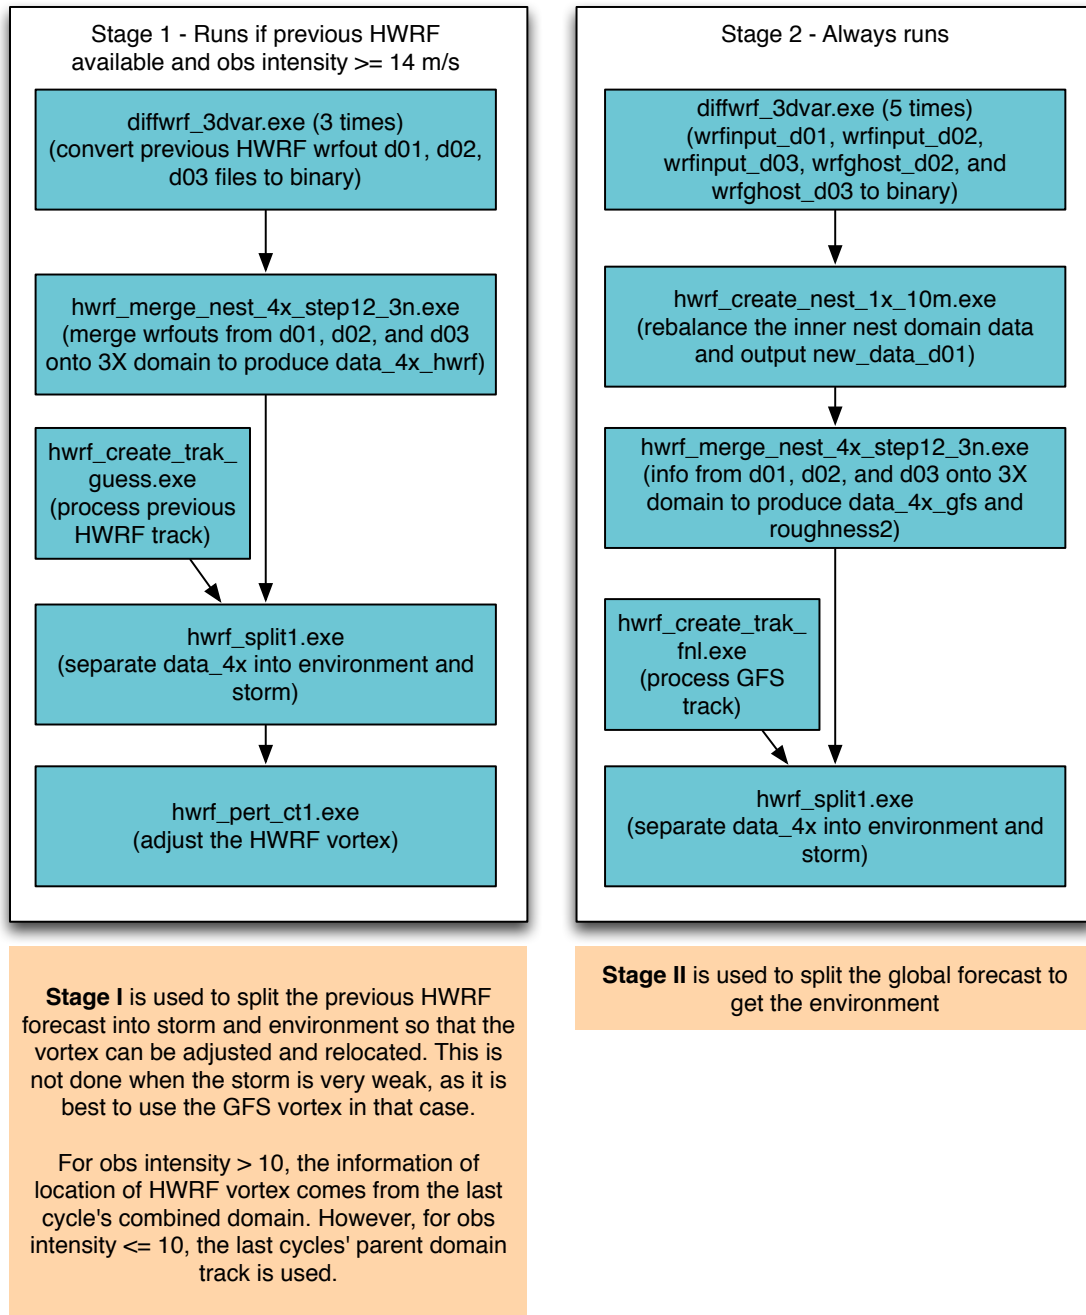 Stage 1 - Runs if previous HWRF
available and obs intensity >= 14 m/s
diffwrf_3dvar.exe (3 times)
(convert previous HWRF wrfout d01, d02,
d03 files to binary)
hwrf_merge_nest_4x_step12_3n.exe
(merge wrfouts from d01, d02, and d03
onto 3X domain to produce data_4x_hwrf)
hwrf_create_trak_
guess.exe
(process previous
HWRF track)
hwrf_split1.exe
(separate data_4x into environment and
storm)
hwrf_pert_ct1.exe
(adjust the HWRF vortex)
Stage I is used to split the previous HWRF
forecast into storm and environment so that the
vortex can be adjusted and relocated. This is
not done when the storm is very weak, as it is
best to use the GFS vortex in that case.
For obs intensity > 10, the information of
location of HWRF vortex comes from the last
cycle's combined domain. However, for obs
intensity <= 10, the last cycles' parent domain
track is used.
Stage 2 - Always runs
diffwrf_3dvar.exe (5 times)
(wrfinput_d01, wrfinput_d02,
wrfinput_d03, wrfghost_d02, and
wrfghost_d03 to binary)
hwrf_create_nest_1x_10m.exe
(rebalance the inner nest domain data
and output new_data_d01)
hwrf_merge_nest_4x_step12_3n.exe
(info from d01, d02, and d03 onto 3X
domain to produce data_4x_gfs and
roughness2)
hwrf_create_trak_
fnl.exe
(process GFS
track)
hwrf_split1.exe
(separate data_4x into environment and
storm)
Stage II is used to split the global forecast to
get the environment